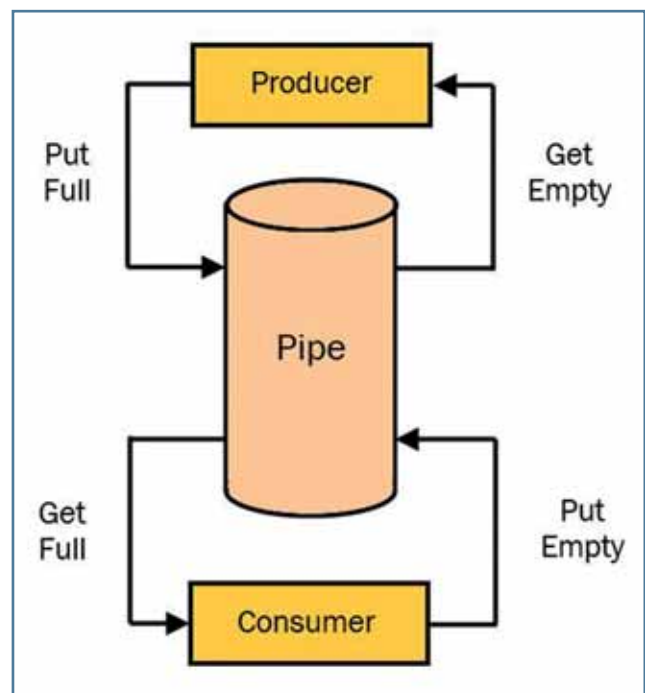 Producer
Put
Full
Get
Empty
Pipe
Get
Full
Put
Empty
Consumer